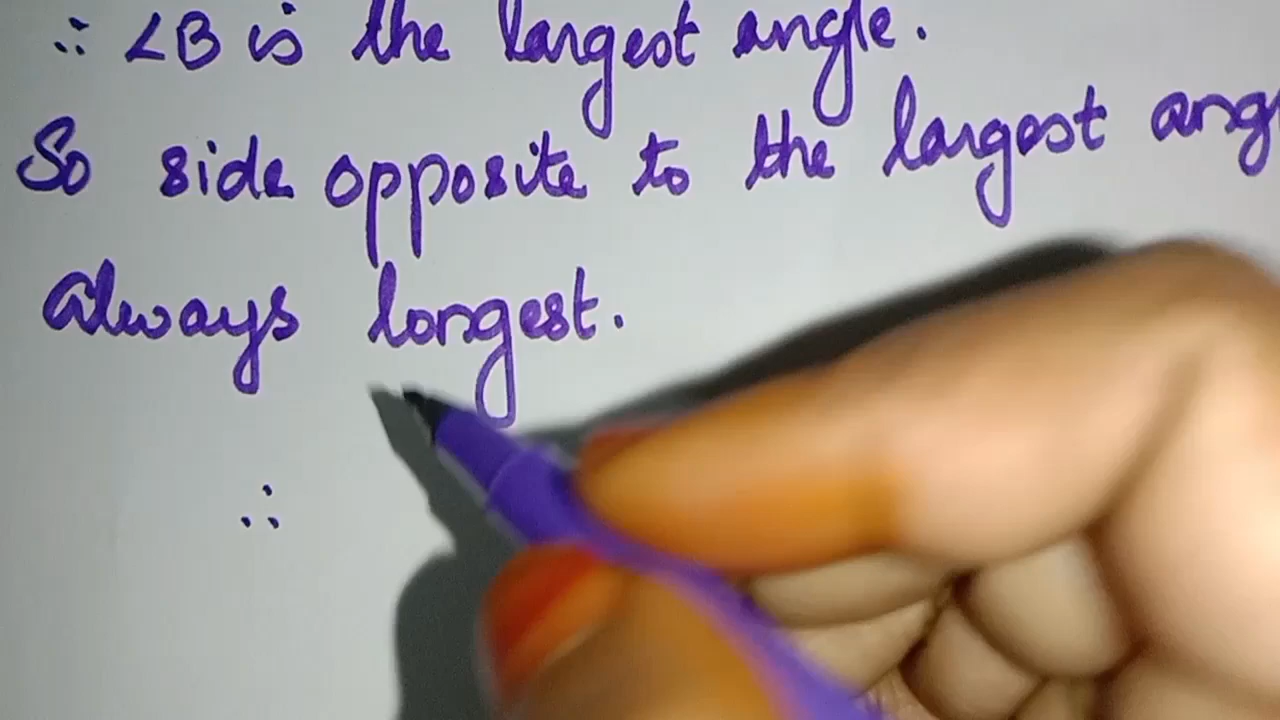 ∴ ∠B is the largest angle.
So side opposite to the largest ang
always longest.
∴